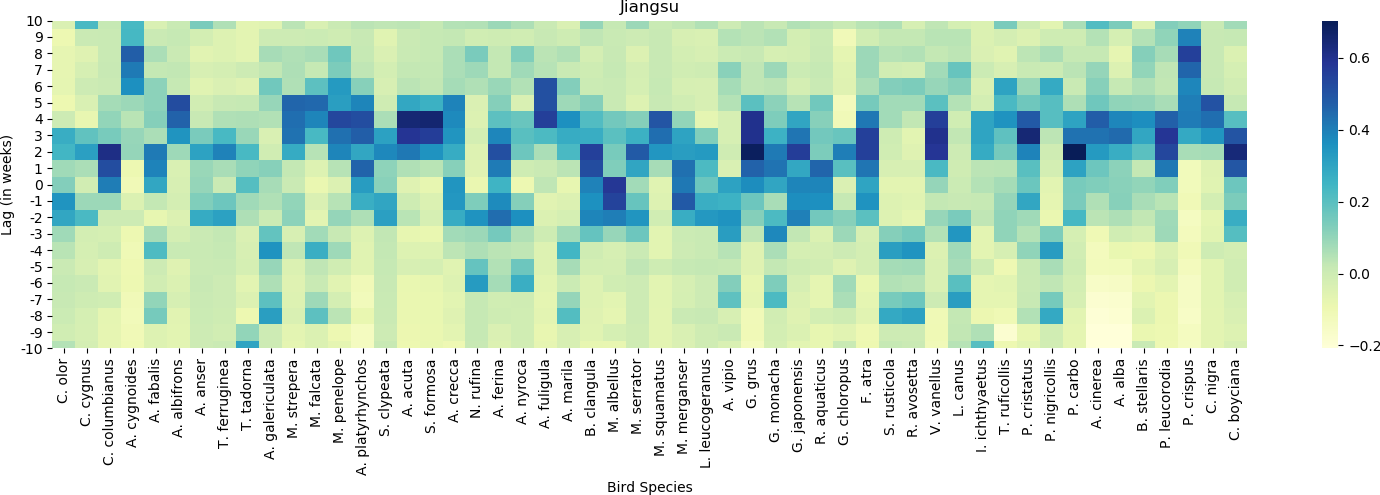 Jiangsu
10
9
8
7
6
5
4
3
2
1
0
-1
-2
-3
-4
-5
-6
-7
-8
-9
-10
Lag (in weeks)
C. olor
C. cygnus
C. columbianus
A. cygnoides
A. fabalis
A. albifrons
A. anser
T. ferruginea
T. tadorna
A. galericulata
M. strepera
M. falcata
M. penelope
A. platyrhynchos
S. clypeata
A. acuta
S. formosa
A. crecca
N. rufina
A. ferina
A. nyroca
A. fuligula
A. marila
B. clangula
M. albellus
M. serrator
M. squamatus
M. merganser
L. leucogeranus
A. vipio
G. grus
G. monacha
G. japonensis
R. aquaticus
G. chloropus
F. atra
S. rusticola
R. avosetta
V. vanellus
L. canus
I. ichthyaetus
T. ruficollis
P. cristatus
P. nigricollis
P. carbo
A. cinerea
A. alba
B. stellaris
P. leucorodia
P. crispus
C. nigra
C. boyciana
Bird Species
0.6
0.4
0.2
0.0
−0.2